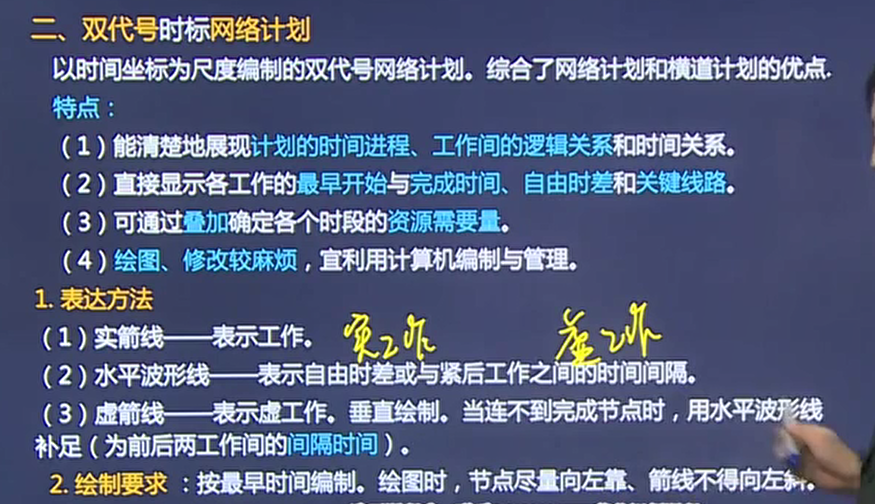 二、双代号时标网络计划
以时间坐标为尺度编制的双代号网络计划。综合了网络计划和横道计划的优点.
特点：
（1）能清楚地展现计划的时间进程、工作间的逻辑关系和时间关系。
（2）直接显示各工作的最早开始与完成时间、自由时差和关键线路。
（3）可通过叠加确定各个时段的资源需要量。
（4）绘图、修改较麻烦，宜利用计算机编制与管理。
1. 表达方法
（1）实箭线——表示工作。 实工作 虚工作
（2）水平波形线——表示自由时差或与紧后工作之间的时间间隔。
（3）虚箭线——表示虚工作。垂直绘制。当连不到完成节点时，用水平波形线
补足（为前后两工作间的间隔时间）。
2. 绘制要求 ：按最早时间编制。绘图时，节点尽量向左靠、箭线不得向左斜。